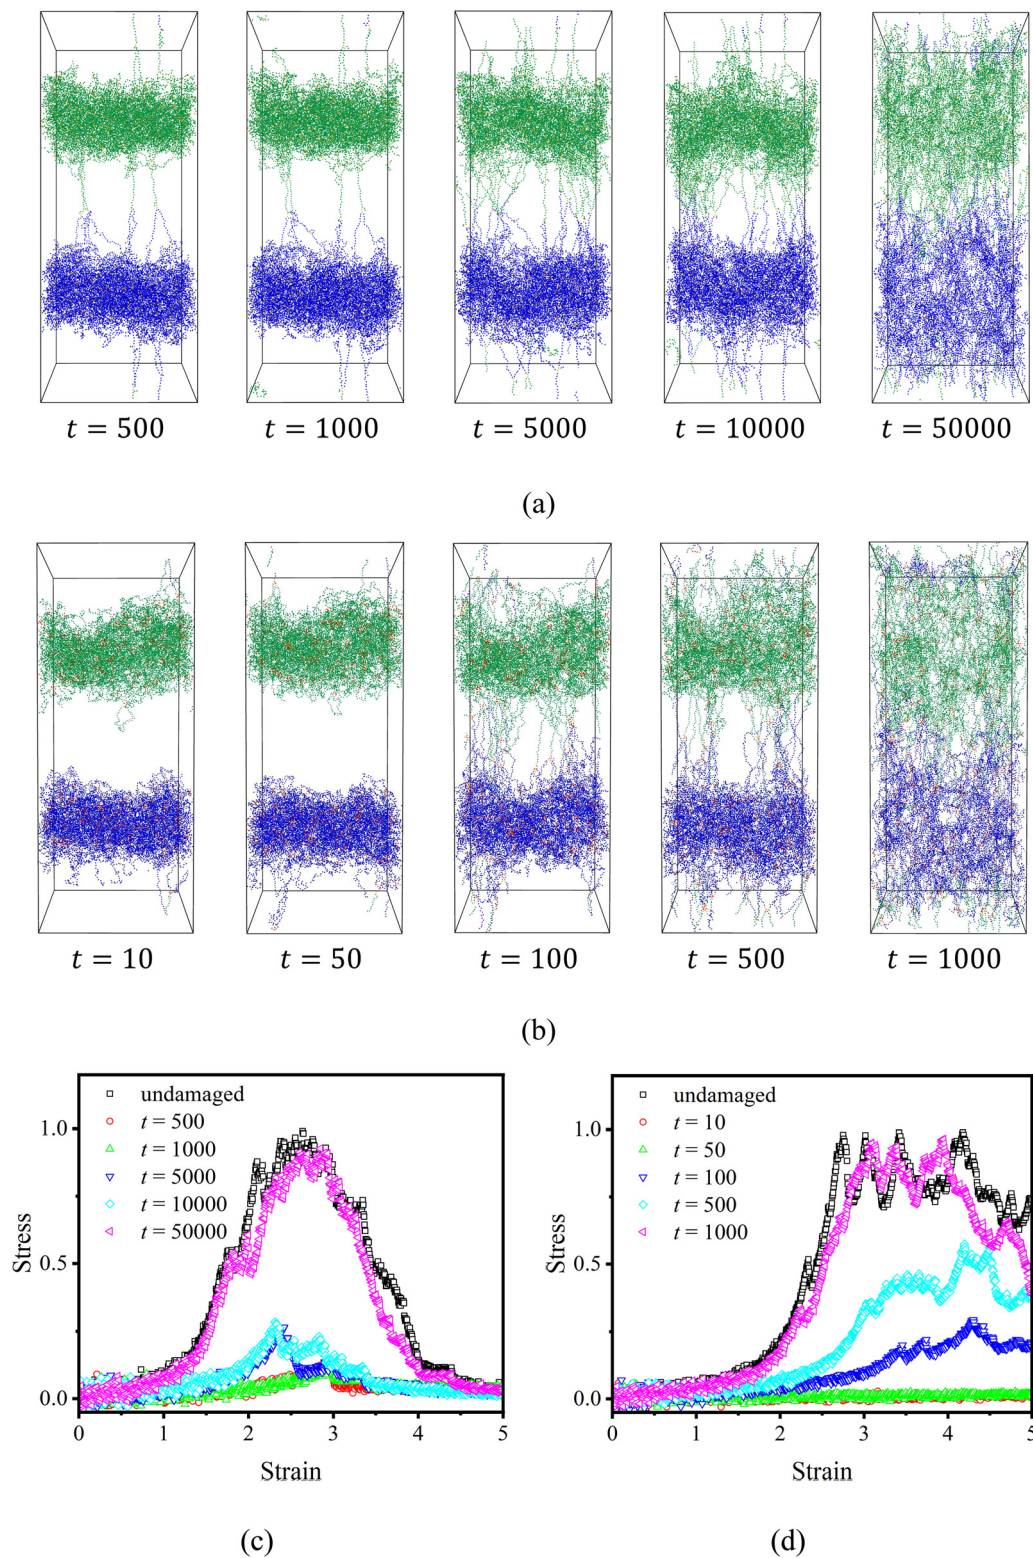 t = 500 t = 1000 t = 5000 t = 10000 t = 50000
(a)
t = 10 t = 50 t = 100 t = 500 t = 1000
(b)
undamaged
t = 500
t = 1000
t = 5000
t = 10000
t = 50000
1.0
0.5
0.0
Stress
0 1 2 3 4 5
Strain
(c)
undamaged
t = 10
t = 50
t = 100
t = 500
t = 1000
1.0
0.5
0.0
Stress
0 1 2 3 4 5
Strain
(d)